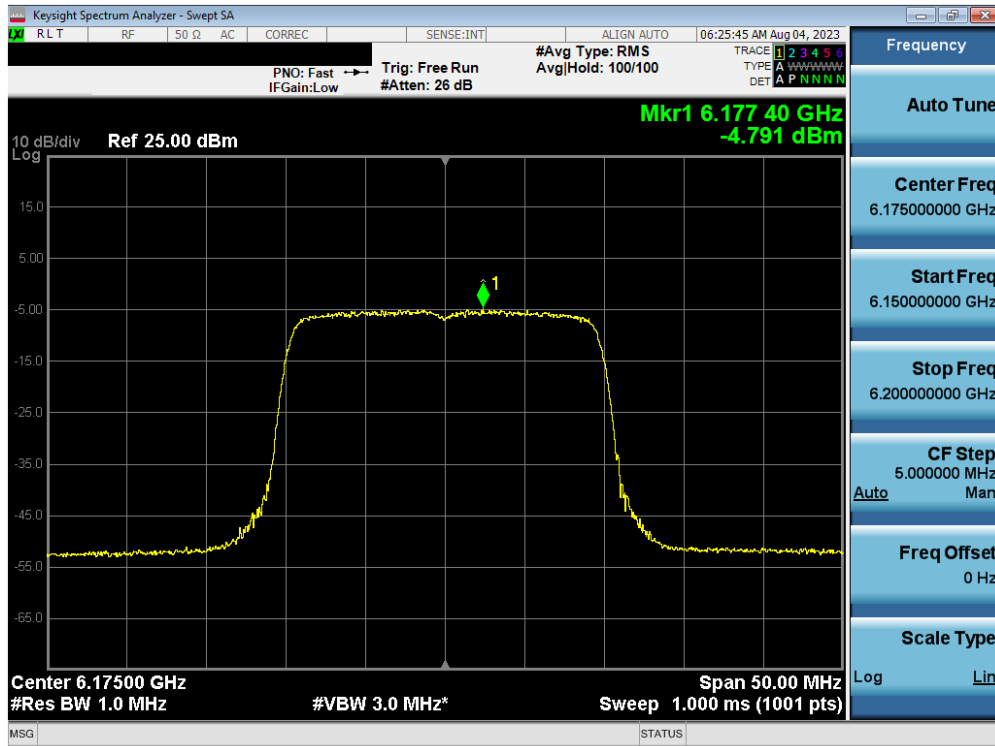 Keysight Spectrum Analyzer - Swept SA
LXI RLT RF 50 Ω AC CORREC SENSE:INT ALIGN AUTO 06:25:45 AM Aug 04, 2023
PNO: Fast
IFGain:Low
Trig: Free Run
#Atten: 26 dB
#Avg Type: RMS
Avg|Hold: 100/100
TRACE 1 2 3 4 5 6
TYPE A WWWWW
DET A P N N N N
Mkr1 6.177 40 GHz
-4.791 dBm
10 dB/div Ref 25.00 dBm
Log
15.0
5.00
-5.00
-15.0
-25.0
-35.0
-45.0
-55.0
-65.0
1
Center 6.17500 GHz Span 50.00 MHz
#Res BW 1.0 MHz #VBW 3.0 MHz* Sweep 1.000 ms (1001 pts)
MSG STATUS
Frequency
Auto Tune
Center Freq
6.175000000 GHz
Start Freq
6.150000000 GHz
Stop Freq
6.200000000 GHz
CF Step
5.000000 MHz
Auto Man
Freq Offset
0 Hz
Scale Type
Log Lin